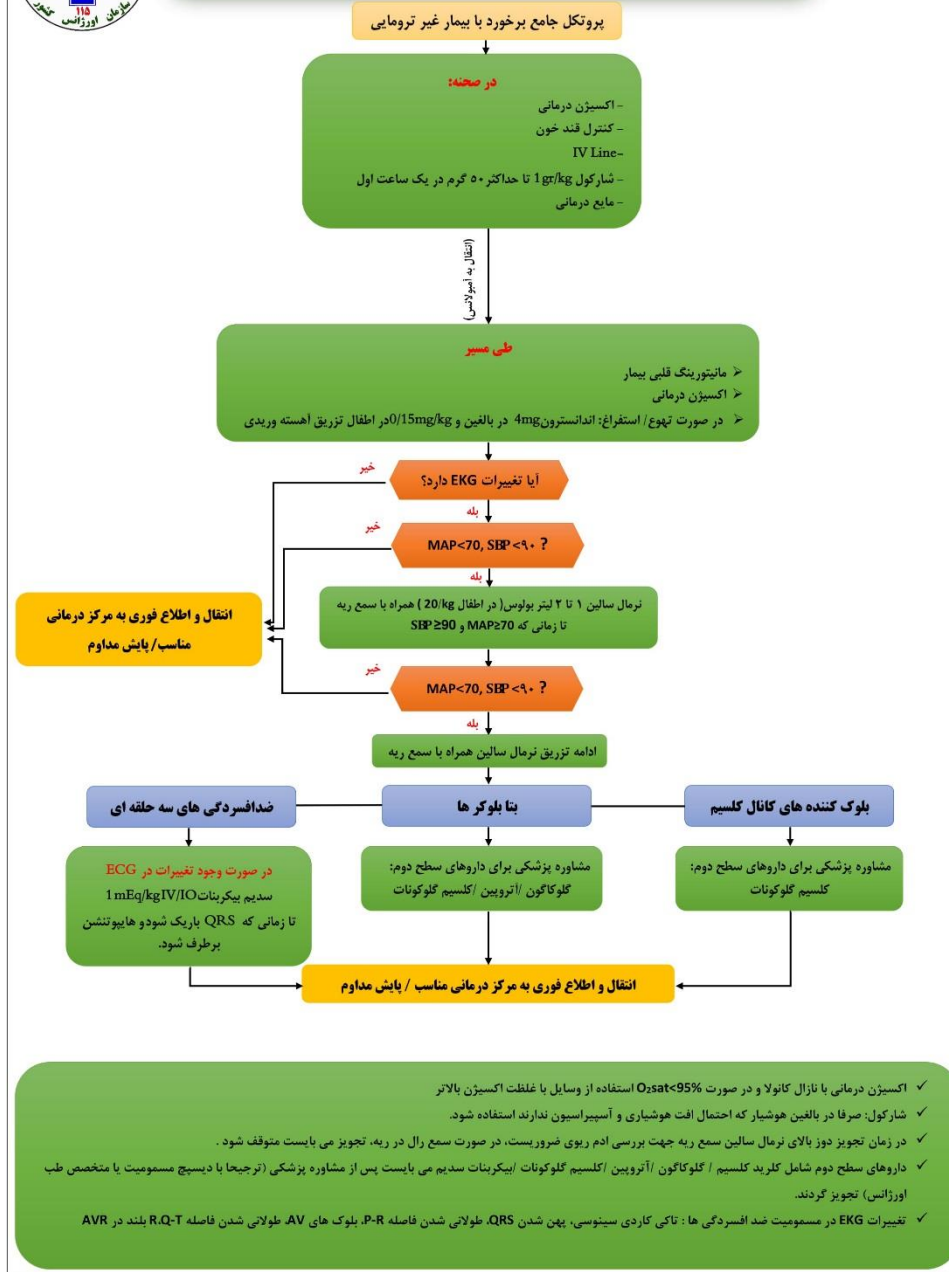 سازمان اورژانس کشور
۱۱۵
پروتکل جامع برخورد با بیمار غیر ترومایی
در صحنه:
- اکسیژن درمانی
- کنترل قند خون
-IV Line
- شارکول 1gr/kg تا حداکثر ۵۰ گرم در یک ساعت اول
- مایع درمانی
(انتقال به آمبولانس)
طی مسیر
مانیتورینگ قلبی بیمار
اکسیژن درمانی
در صورت تهوع/ استفراغ: اندانسترون4mg در بالغین و 0/15mg/kgدر اطفال تزریق آهسته وریدی
آیا تغییرات EKG دارد؟
خیر
بله
MAP<70, SBP<۹۰ ?
خیر
بله
نرمال سالین ۱ تا ۲ لیتر بولوس( در اطفال 20/kg ) همراه با سمع ریه
تا زمانی که MAP≥70 و SBP≥90
انتقال و اطلاع فوری به مرکز درمانی
مناسب/ پایش مداوم
MAP<70, SBP<۹۰ ?
خیر
بله
ادامه تزریق نرمال سالین همراه با سمع ریه
بلوک کننده های کانال کلسیم
بتا بلوکر ها
ضدافسردگی های سه حلقه ای
مشاوره پزشکی برای داروهای سطح دوم:
کلسیم گلوکونات
مشاوره پزشکی برای داروهای سطح دوم:
گلوکاگون /آتروپین /کلسیم گلوکونات
در صورت وجود تغییرات در ECG
سدیم بیکربنات1mEq/kgIV/IO
تا زمانی که QRS باریک شودو هایپوتنشن
برطرف شود.
انتقال و اطلاع فوری به مرکز درمانی مناسب / پایش مداوم
✓ اکسیژن درمانی با نازال کانولا و در صورت O₂sat<95% استفاده از وسایل با غلظت اکسیژن بالاتر
✓ شارکول: صرفا در بالغین هوشیار که احتمال افت هوشیاری و آسپیراسیون ندارند استفاده شود.
✓ در زمان تجویز دوز بالای نرمال سالین سمع ریه جهت بررسی ادم ریوی ضروریست، در صورت سمع رال در ریه، تجویز می بایست متوقف شود .
✓ داروهای سطح دوم شامل کلرید کلسیم / گلوکاگون /آتروپین /کلسیم گلوکونات /بیکربنات سدیم می بایست پس از مشاوره پزشکی (ترجیحا با دیسپچ مسمومیت یا متخصص طب
اورژانس) تجویز گردند.
✓ تغییرات EKG در مسمومیت ضد افسردگی ها : تاکی کاردی سینوسی، پهن شدن QRS، طولانی شدن فاصله P-R، بلوک های AV، طولانی شدن فاصله R،Q-T بلند در AVR